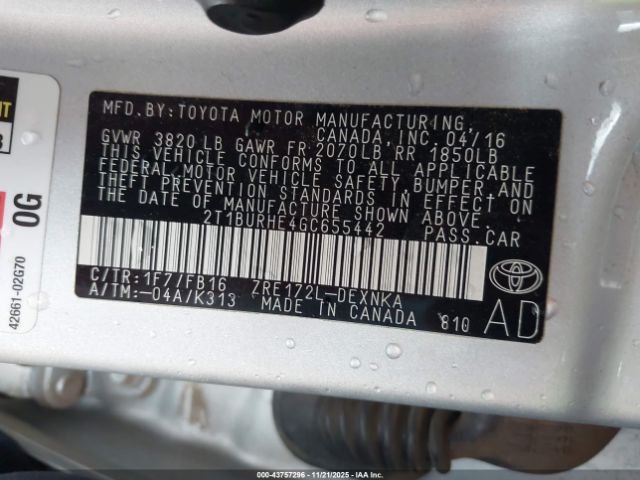 MFD. BY: TOYOTA MOTOR MANUFACTURING,
CANADA, INC. 04/16
GVWR 3820 LB GAWR FR 2070LB RR 1850LB
THIS VEHICLE CONFORMS TO ALL APPLICABLE
FEDERAL MOTOR VEHICLE SAFETY, BUMPER, AND
THEFT PREVENTION STANDARDS IN EFFECT ON
THE DATE OF MANUFACTURE SHOWN ABOVE.
2T1BURHE4GC655442 PASS.CAR
C/TR:1F7/FB16 ZRE172L-DEXNKA
A/TM:-04A/K313 MADE IN CANADA 810
TOYOTA
AD
0G
42661-02G70
000-43757296 - 11/21/2025 - IAAI.COM